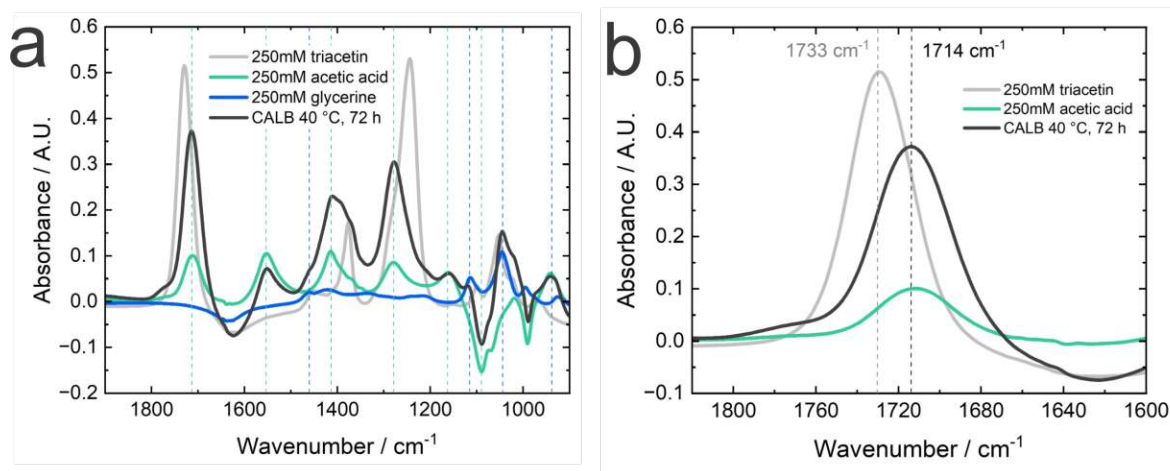 a
0.6
0.5
0.4
0.3
0.2
0.1
0.0
−0.1
−0.2
Absorbance / A.U.
250mM triacetin
250mM acetic acid
250mM glycerine
CALB 40 °C, 72 h
1800 1600 1400 1200 1000
Wavenumber / cm⁻¹
b
1733 cm⁻¹ 1714 cm⁻¹
0.6
0.5
0.4
0.3
0.2
0.1
0.0
−0.1
Absorbance / A.U.
250mM triacetin
250mM acetic acid
CALB 40 °C, 72 h
1800 1760 1720 1680 1640 1600
Wavenumber / cm⁻¹